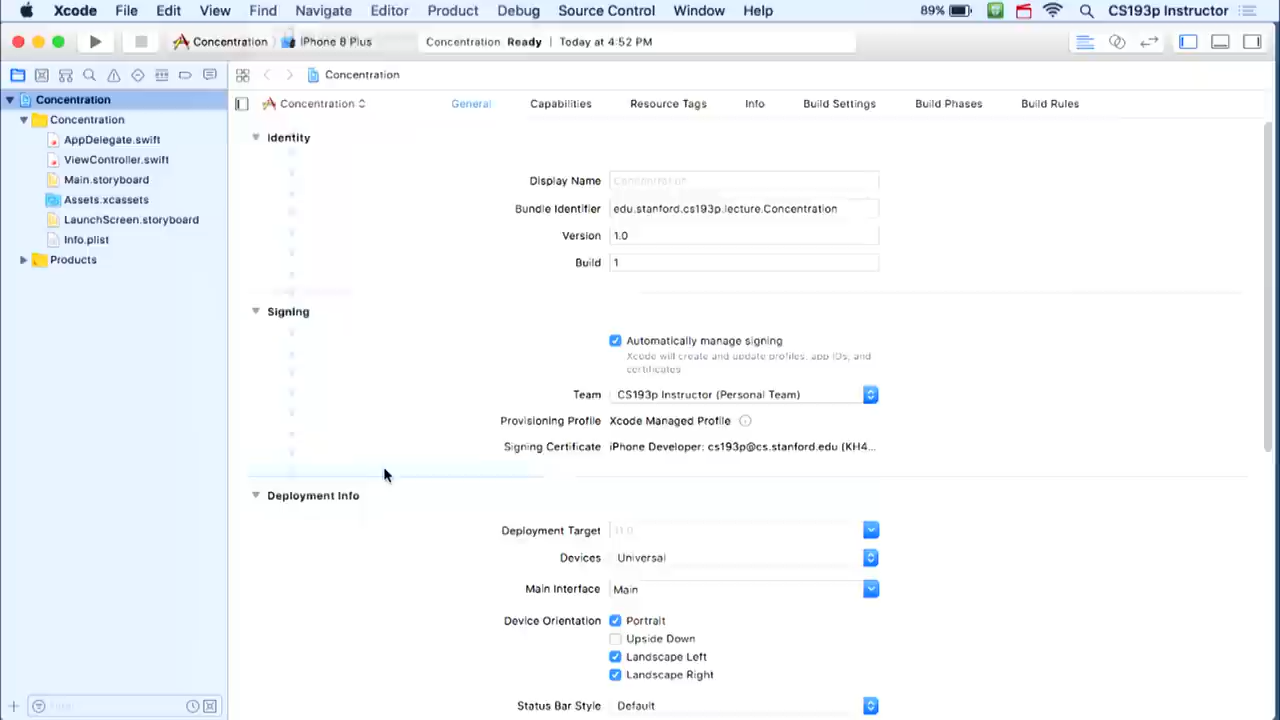 Xcode File Edit View Find Navigate Editor Product Debug Source Control Window Help 89% CS193p Instructor
Concentration iPhone 8 Plus Concentration Ready Today at 4:52 PM
Concentration
Concentration
Concentration
AppDelegate.swift
ViewController.swift
Main.storyboard
Assets.xcassets
LaunchScreen.storyboard
Info.plist
Products
Concentration General Capabilities Resource Tags Info Build Settings Build Phases Build Rules
Identity
Display Name Concentration
Bundle Identifier edu.stanford.cs193p.lecture.Concentration
Version 1.0
Build 1
Signing
Automatically manage signing
Xcode will create and update profiles, app IDs, and
certificates
Team CS193p Instructor (Personal Team)
Provisioning Profile Xcode Managed Profile
Signing Certificate iPhone Developer: cs193p@cs.stanford.edu (KH4...
Deployment Info
Deployment Target 11.0
Devices Universal
Main Interface Main
Device Orientation Portrait
Upside Down
Landscape Left
Landscape Right
Status Bar Style Default